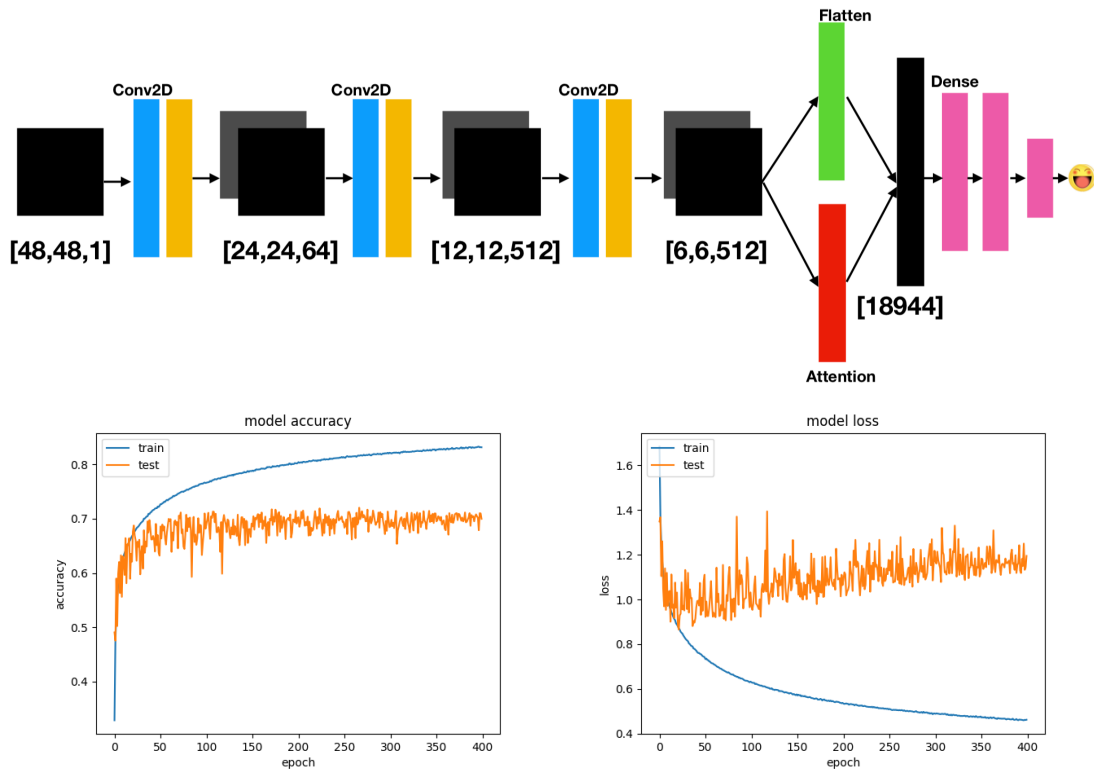 Flatten
Conv2D
Conv2D
Conv2D
Dense
[48,48,1]
[24,24,64]
[12,12,512]
[6,6,512]
[18944]
Attention
model accuracy
train
test
0.8
0.7
0.6
0.5
0.4
accuracy
0
50
100
150
200
250
300
350
400
epoch
model loss
train
test
1.6
1.4
1.2
1.0
0.8
0.6
0.4
loss
0
50
100
150
200
250
300
350
400
epoch